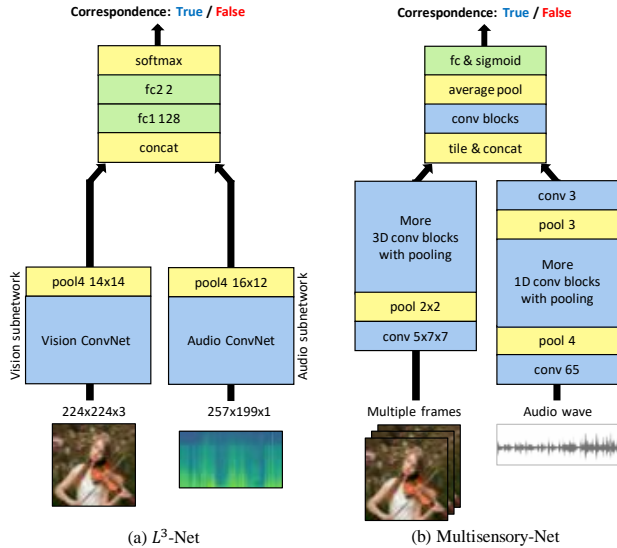 Correspondence: True / False
softmax
fc2 2
fc1 128
concat
pool4 14x14
Vision ConvNet
Vision subnetwork
pool4 16x12
Audio ConvNet
Audio subnetwork
224x224x3
257x199x1
(a) L³-Net
Correspondence: True / False
fc & sigmoid
average pool
conv blocks
tile & concat
More
3D conv blocks
with pooling
pool 2x2
conv 5x7x7
conv 3
pool 3
More
1D conv blocks
with pooling
pool 4
conv 65
Multiple frames
Audio wave
(b) Multisensory-Net